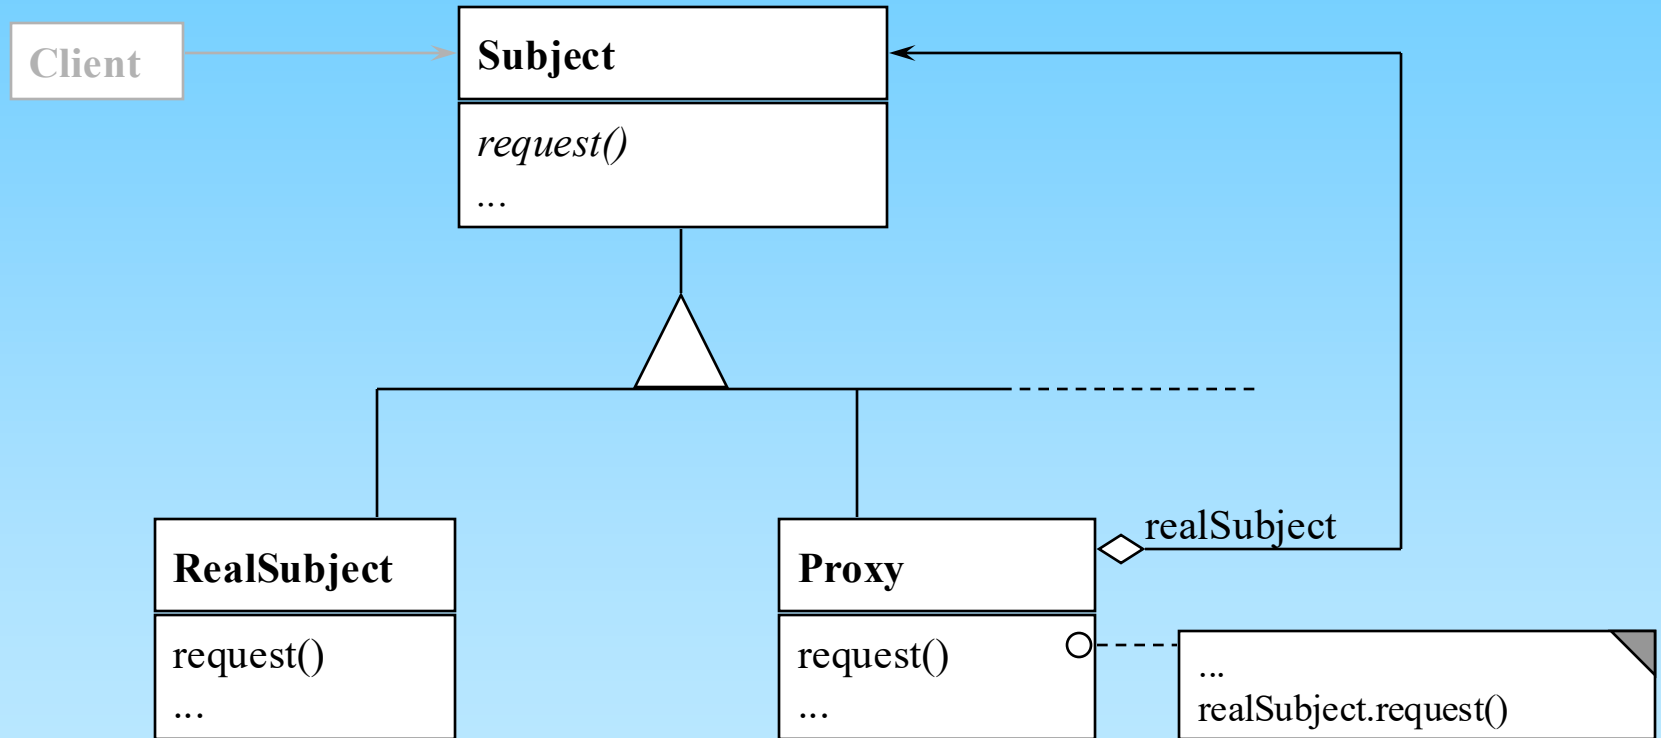 Client
Subject
request()
...
realSubject
RealSubject
request()
...
Proxy
request()
...
...
realSubject.request()